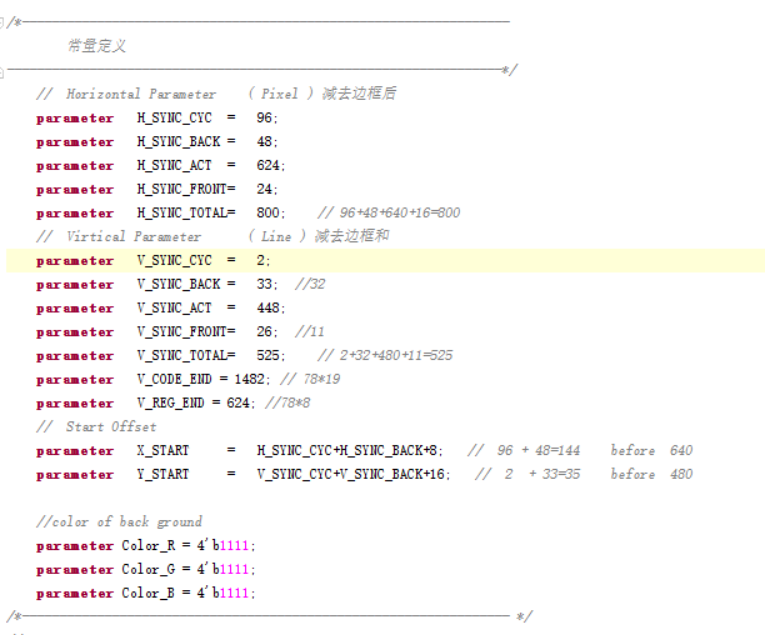 /*————————————————————————
常量定义
————————————————————————*/
// Horizontal Parameter ( Pixel ) 减去边框后
parameter H_SYNC_CYC = 96;
parameter H_SYNC_BACK = 48;
parameter H_SYNC_ACT = 624;
parameter H_SYNC_FRONT= 24;
parameter H_SYNC_TOTAL= 800; // 96+48+640+16=800
// Virtical Parameter ( Line ) 减去边框和
parameter V_SYNC_CYC = 2;
parameter V_SYNC_BACK = 33; //32
parameter V_SYNC_ACT = 448;
parameter V_SYNC_FRONT= 26; //11
parameter V_SYNC_TOTAL= 525; // 2+32+480+11=525
parameter V_CODE_END = 1482; // 78*19
parameter V_REG_END = 624; //78*8
// Start Offset
parameter X_START = H_SYNC_CYC+H_SYNC_BACK+8; // 96 + 48=144 before 640
parameter Y_START = V_SYNC_CYC+V_SYNC_BACK+16; // 2 + 33=35 before 480
//color of back ground
parameter Color_R = 4'b1111;
parameter Color_G = 4'b1111;
parameter Color_B = 4'b1111;
/*———————————————————————— */